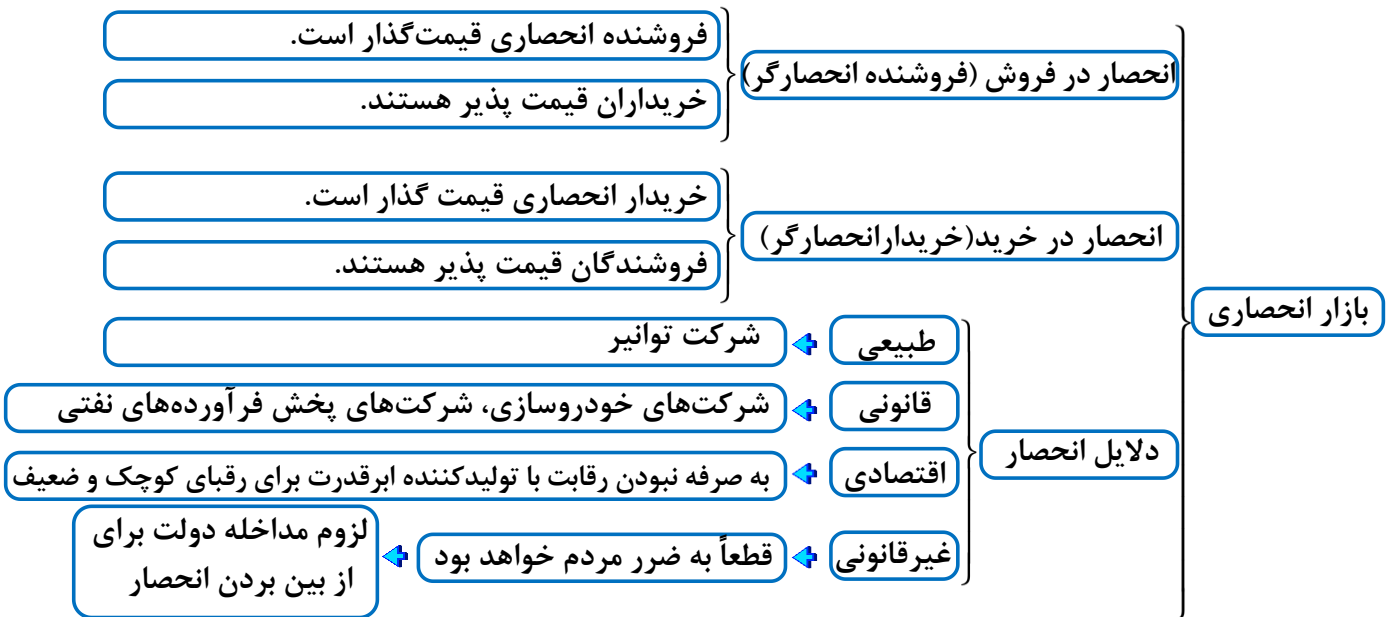 بازار انحصاری
انحصار در فروش (فروشنده انحصارگر)
فروشنده انحصاری قیمت‌گذار است.
خریداران قیمت پذیر هستند.
انحصار در خرید(خریدارانحصارگر)
خریدار انحصاری قیمت گذار است.
فروشندگان قیمت پذیر هستند.
دلایل انحصار
طبیعی
شرکت توانیر
قانونی
شرکت‌های خودروسازی، شرکت‌های پخش فرآورده‌های نفتی
اقتصادی
به صرفه نبودن رقابت با تولیدکننده ابرقدرت برای رقبای کوچک و ضعیف
غیرقانونی
قطعاً به ضرر مردم خواهد بود
لزوم مداخله دولت برای
از بین بردن انحصار